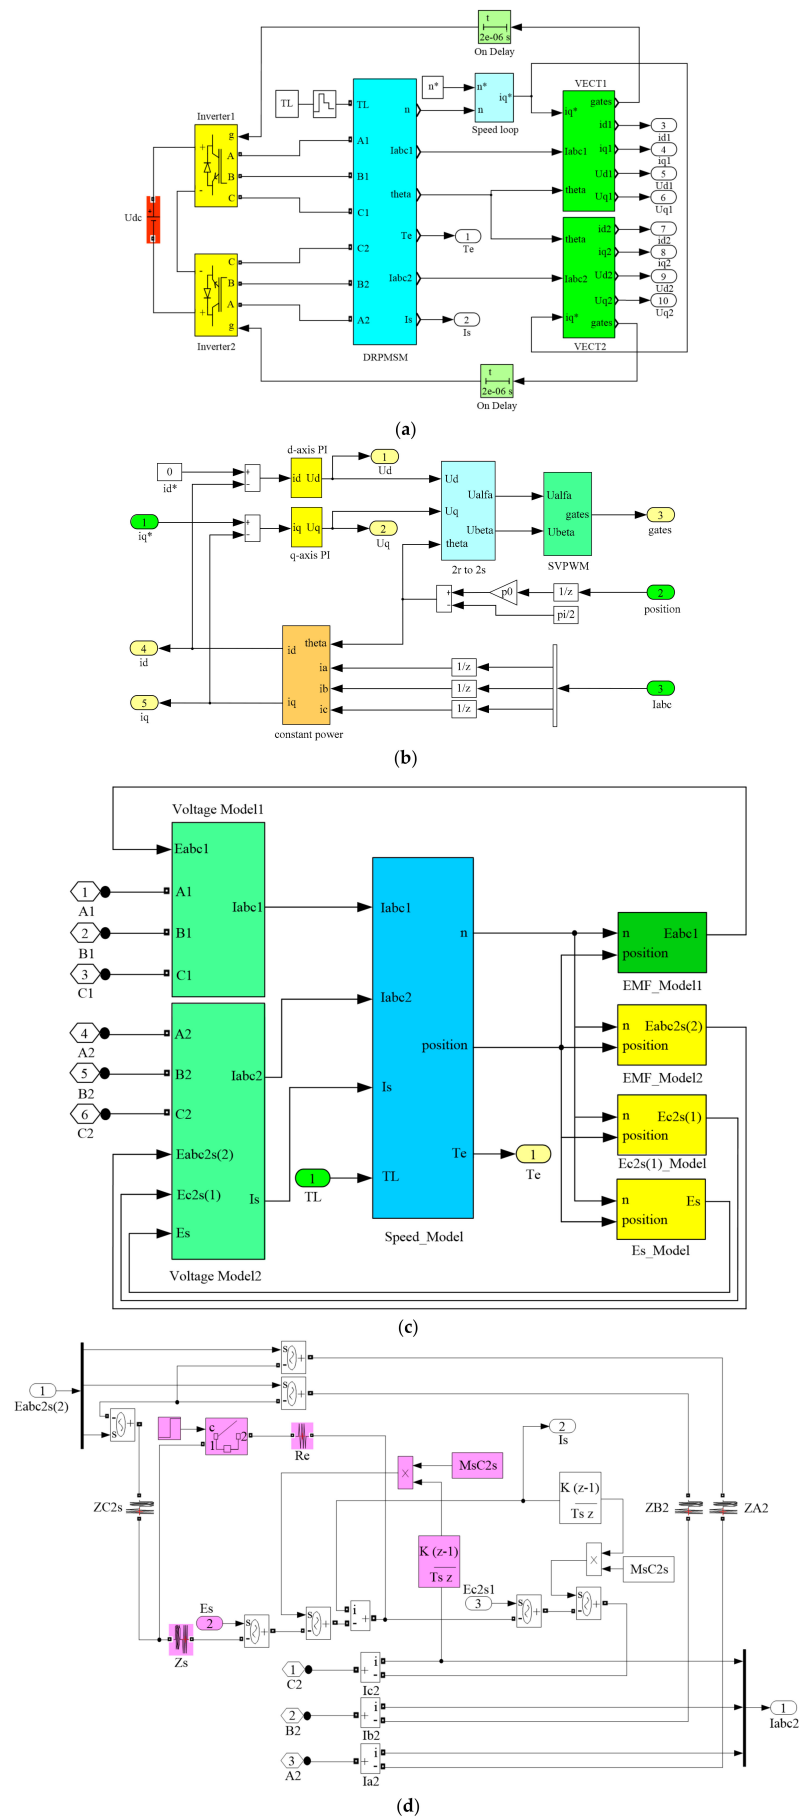 t
2e-06 s
On Delay
VECT1
n*
n*
n
iq*
Speed loop
iq*
Iabc1
theta
gates
id1
iq1
Ud1
Uq1
3
id1
4
iq1
5
Ud1
6
Uq1
TL
TL
A1
B1
C1
C2
B2
A2
n
Iabc1
theta
Te
Iabc2
Is
DRPMSM
1
Te
2
Is
Inverter1
g
A
B
C
+
-
Udc
+
C
B
A
g
-
+
Inverter2
theta
Iabc2
iq*
id2
iq2
Ud2
Uq2
gates
VECT2
7
id2
8
iq2
9
Ud2
10
Uq2
t
2e-06 s
On Delay
(a)
d-axis PI
0
id*
+
-
id Ud
1
Ud
1
iq*
+
-
iq Uq
q-axis PI
2
Uq
Ud
Uq
theta
Ualfa
Ubeta
2r to 2s
Ualfa
Ubeta
gates
SVPWM
3
gates
+
-
p0
1/z
pi/2
2
position
4
id
5
iq
id
iq
theta
ia
ib
ic
constant power
1/z
1/z
1/z
3
Iabc
(b)
Voltage Model1
Eabc1
A1
B1
C1
Iabc1
1
A1
2
B1
3
C1
4
A2
5
B2
6
C2
A2
B2
C2
Eabc2s(2)
Ec2s(1)
Es
Iabc2
Is
Voltage Model2
1
TL
Iabc1
Iabc2
Is
TL
n
position
Te
Speed_Model
1
Te
n
position
Eabc1
EMF_Model1
n
position
Eabc2s(2)
EMF_Model2
n
position
Ec2s(1)
Ec2s(1)_Model
n
position
Es
Es_Model
(c)
1
Eabc2s(2)
s
-
+
s
-
+
-
s
+
c
1
2
Re
×
MsC2s
2
Is
ZC2s
K (z-1)
Ts z
K (z-1)
Ts z
ZB2
ZA2
×
MsC2s
Es
2
Zs
s
-
+
s
-
+
i
-
+
Ec2s1
3
s
-
+
s
-
+
1
C2
+
i
-
Ic2
2
B2
+
i
-
Ib2
3
A2
+
i
-
Ia2
1
Iabc2
(d)